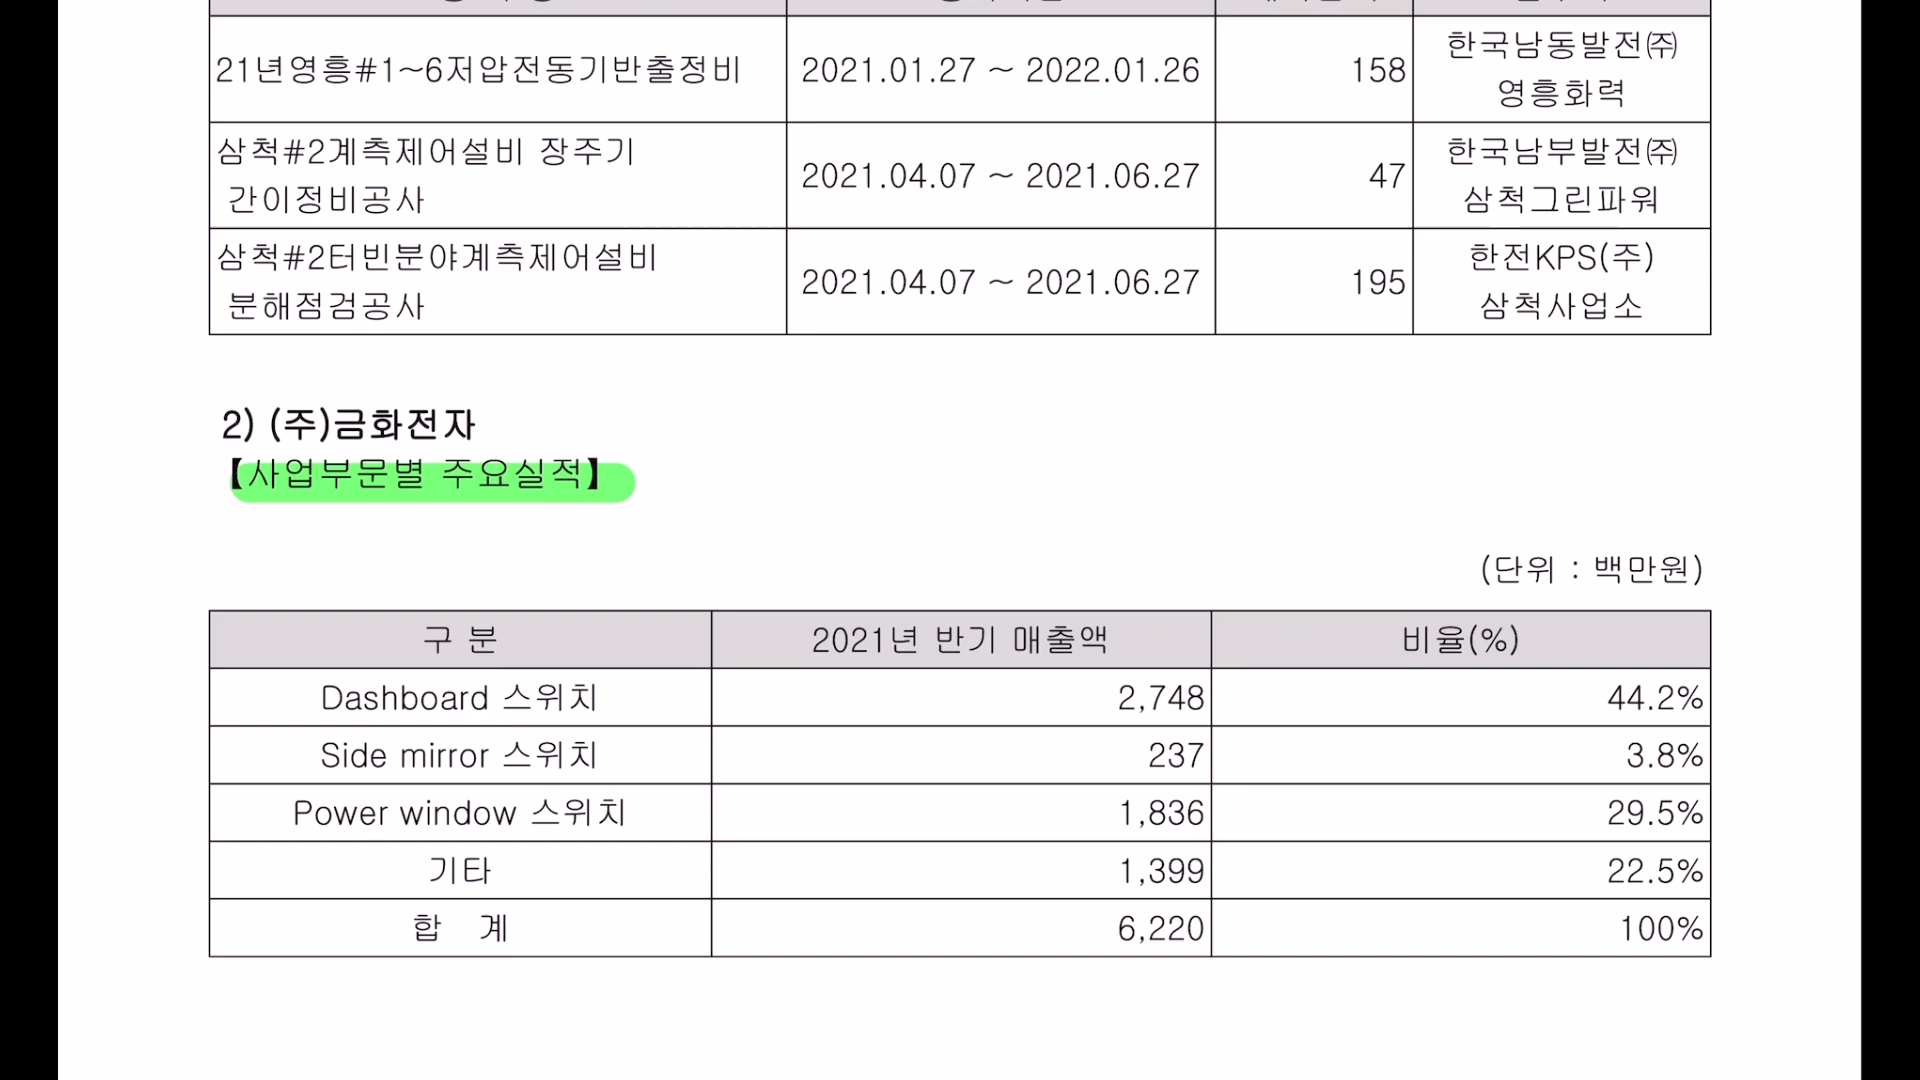 21년영흥#1~6저압전동기반출정비 2021.01.27 ~ 2022.01.26 158 한국남동발전㈜
영흥화력
삼척#2계측제어설비 장주기
간이정비공사 2021.04.07 ~ 2021.06.27 47 한국남부발전㈜
삼척그린파워
삼척#2터빈분야계측제어설비
분해점검공사 2021.04.07 ~ 2021.06.27 195 한전KPS(주)
삼척사업소
2) (주)금화전자
【사업부문별 주요실적】
(단위 : 백만원)
구 분 2021년 반기 매출액 비율(%)
Dashboard 스위치 2,748 44.2%
Side mirror 스위치 237 3.8%
Power window 스위치 1,836 29.5%
기타 1,399 22.5%
합 계 6,220 100%